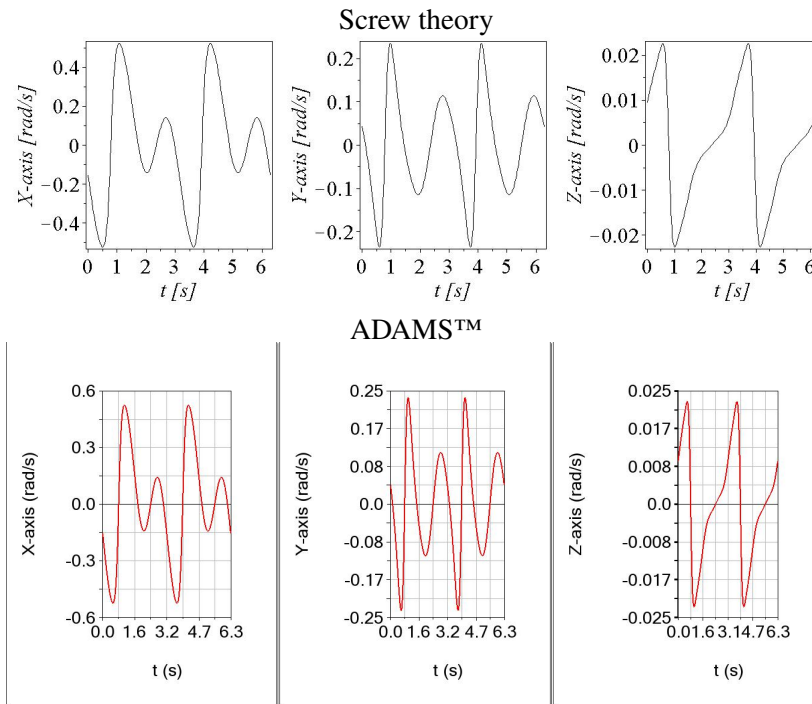 Screw theory
X-axis [rad/s]
0.4
0.2
0
−0.2
−0.4
0 1 2 3 4 5 6
t [s]
Y-axis [rad/s]
0.2
0.1
0
−0.1
−0.2
0 1 2 3 4 5 6
t [s]
Z-axis [rad/s]
0.02
0.01
0
−0.01
−0.02
0 1 2 3 4 5 6
t [s]
ADAMS™
X-axis (rad/s)
0.6
0.3
0.0
-0.3
-0.6
0.0 1.6 3.2 4.7 6.3
t (s)
Y-axis (rad/s)
0.25
0.17
0.08
0.0
-0.08
-0.17
-0.25
0.0 1.6 3.2 4.7 6.3
t (s)
Z-axis (rad/s)
0.025
0.017
0.008
0.0
-0.008
-0.017
-0.025
0.01.6 3.14.76.3
t (s)